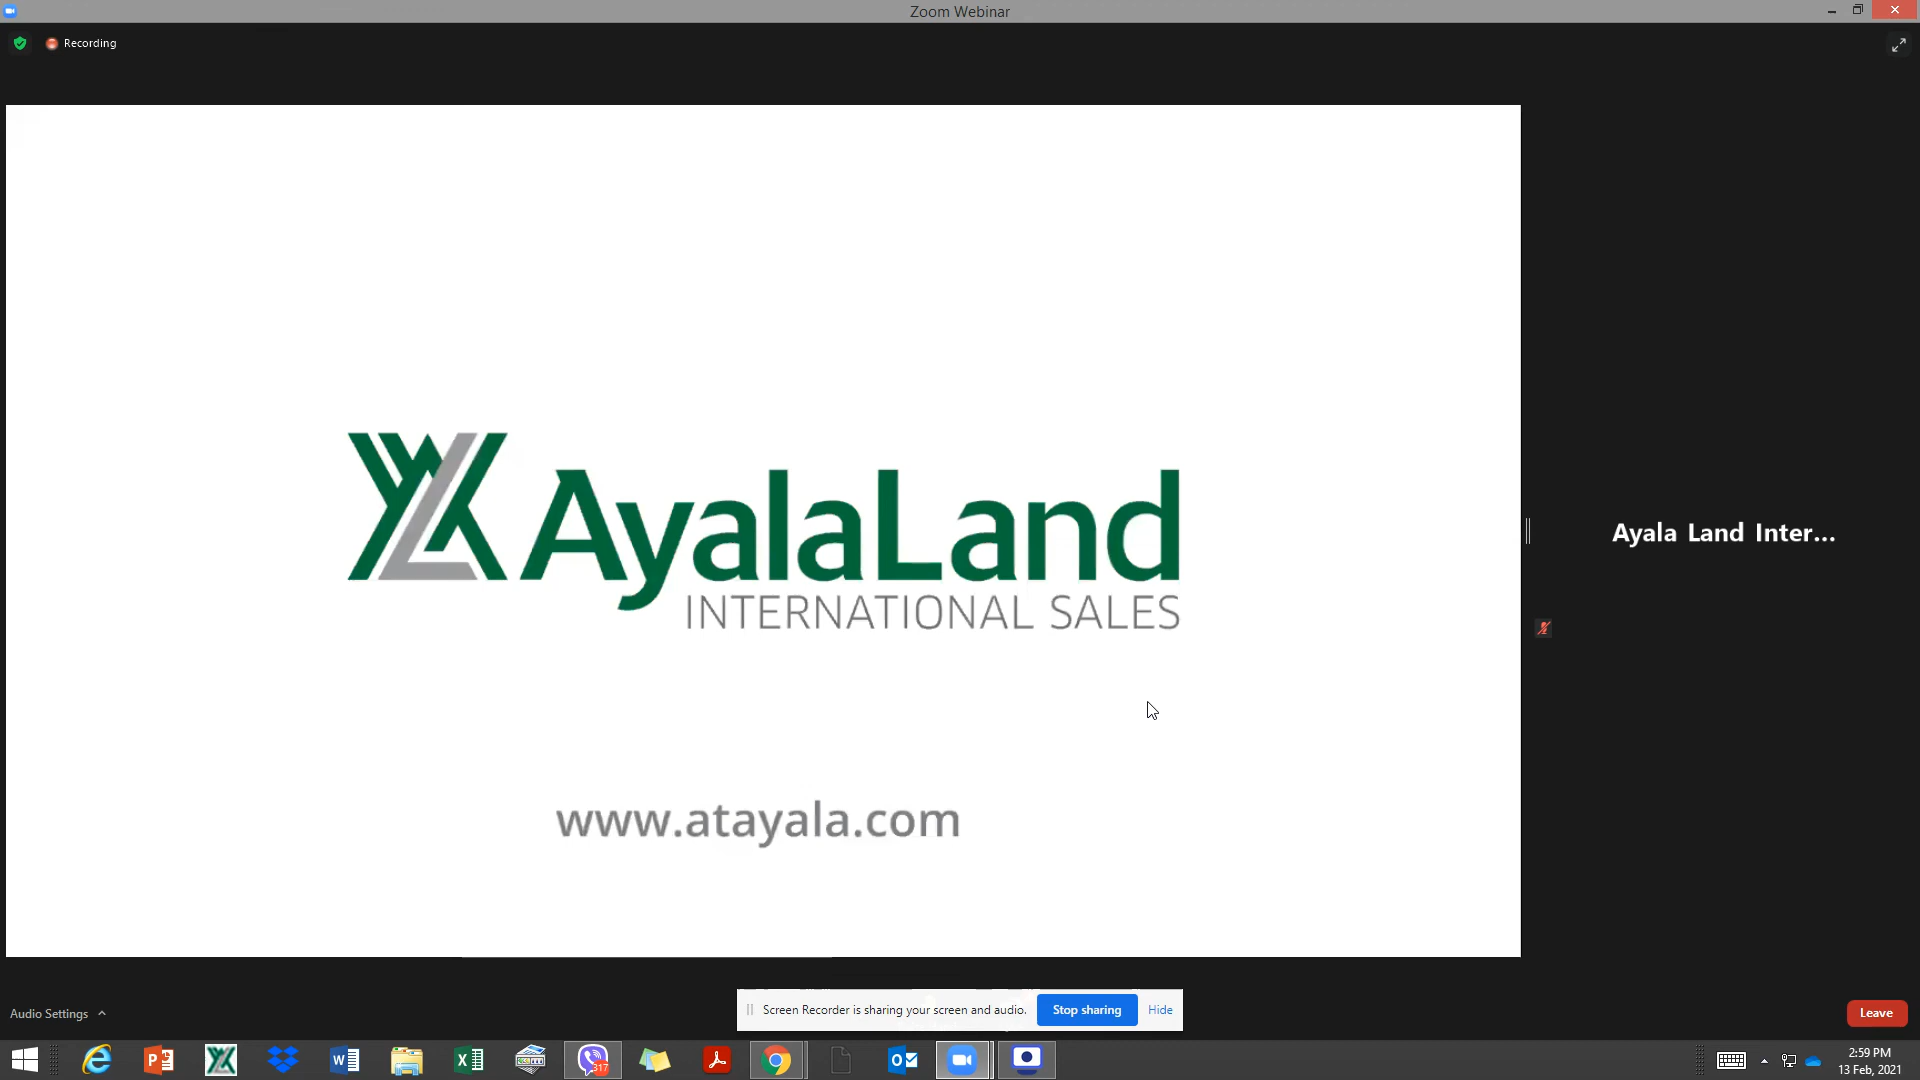 Zoom Webinar
Recording
AyalaLand
INTERNATIONAL SALES
Ayala Land Inter...
www.atayala.com
Audio Settings
Screen Recorder is sharing your screen and audio.
Stop sharing
Hide
Leave
317
2:59 PM
13 Feb, 2021